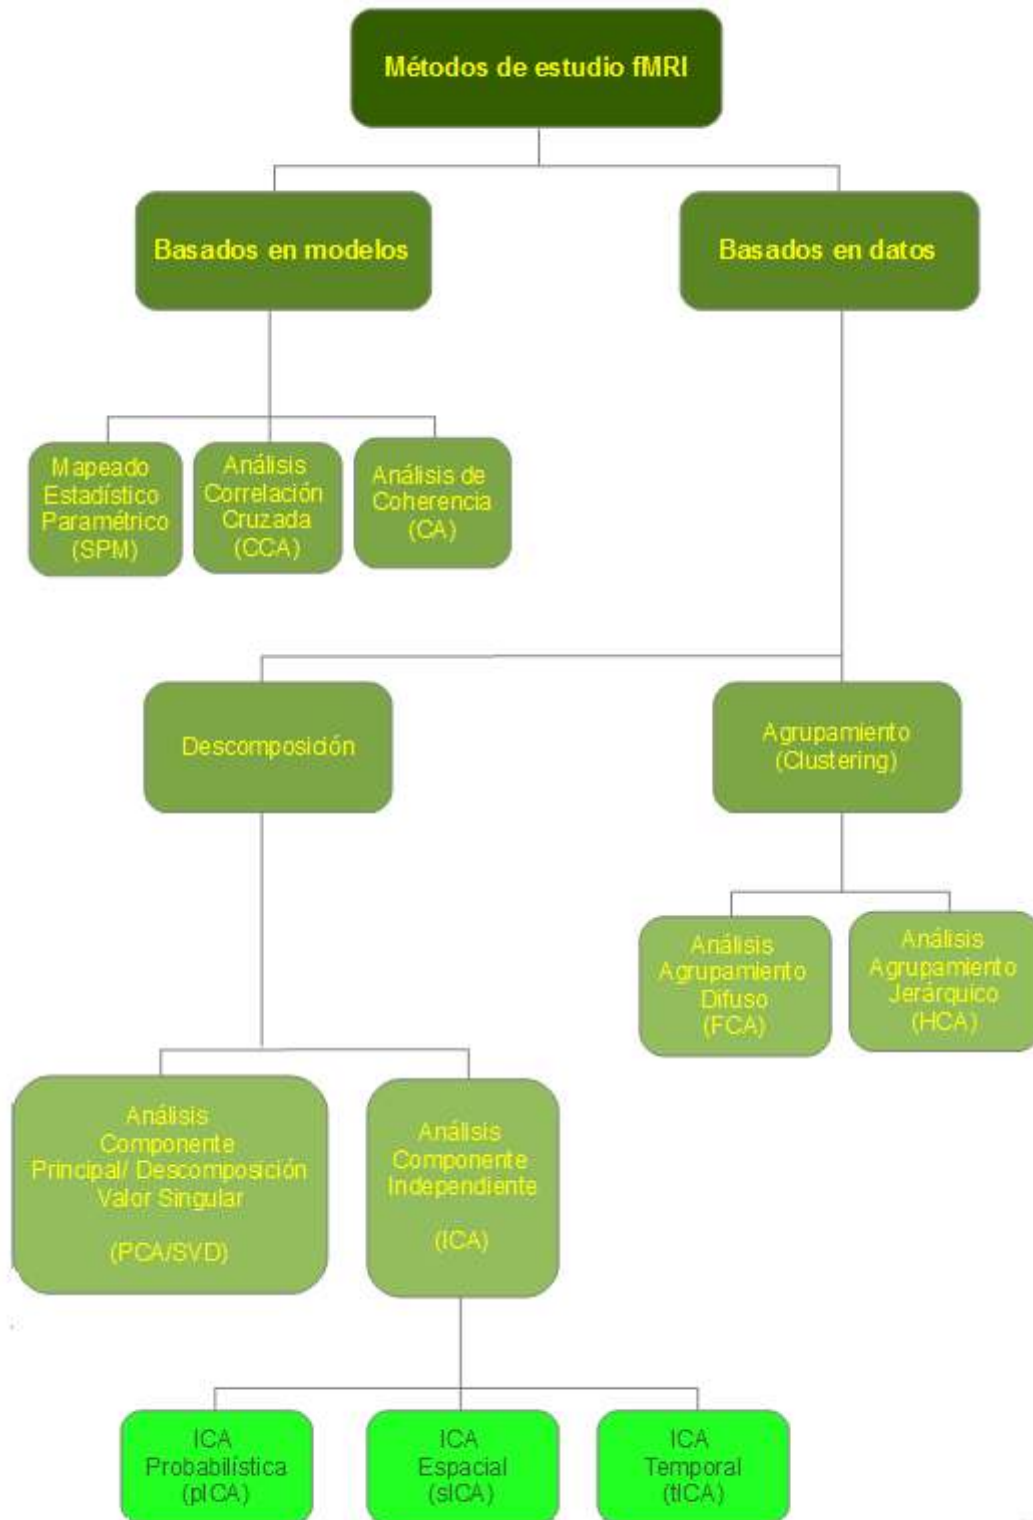 Métodos de estudio fMRI
Basados en modelos
Basados en datos
Mapeado
Estadístico
Paramétrico
(SPM)
Análisis
Correlación
Cruzada
(CCA)
Análisis de
Coherencia
(CA)
Descomposición
Agrupamiento
(Clustering)
Análisis
Agrupamiento
Difuso
(FCA)
Análisis
Agrupamiento
Jerárquico
(HCA)
Análisis
Componente
Principal/ Descomposición
Valor Singular
(PCA/SVD)
Análisis
Componente
Independiente
(ICA)
ICA
Probabilística
(pICA)
ICA
Espacial
(sICA)
ICA
Temporal
(tICA)